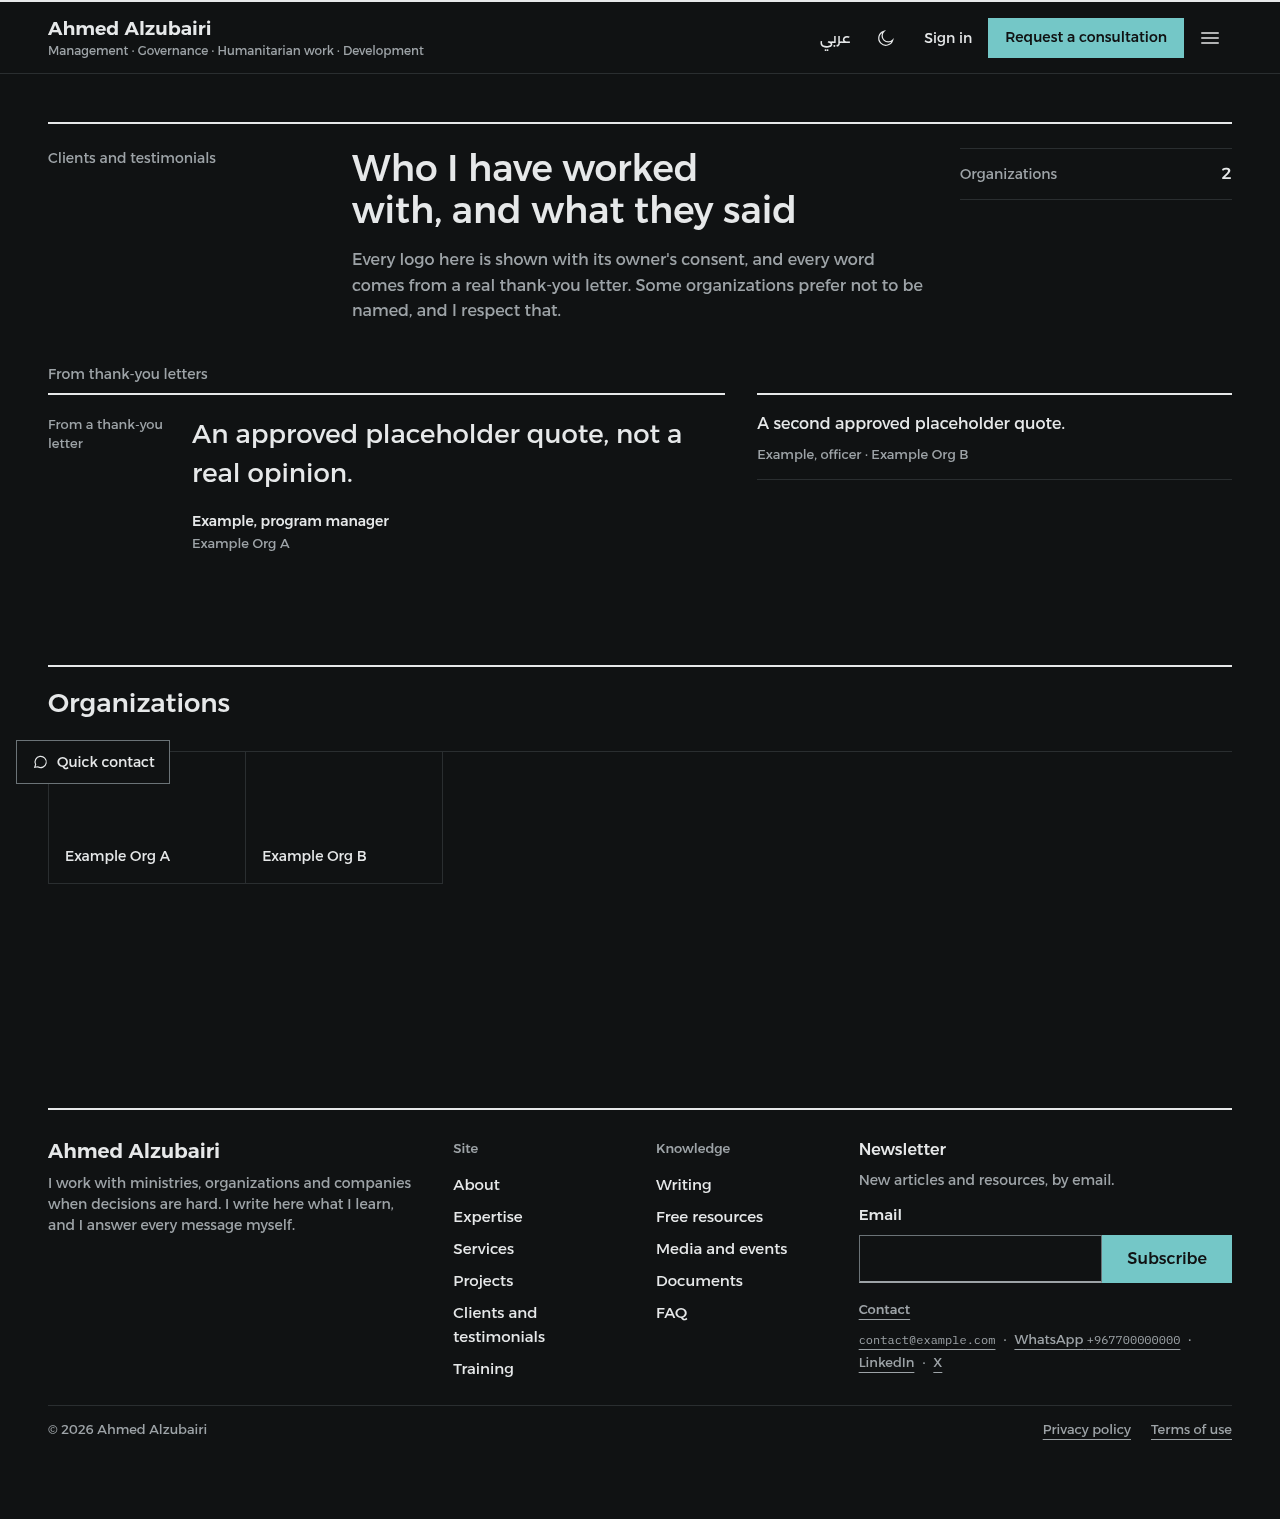 Ahmed Alzubairi
Management · Governance · Humanitarian work · Development
عربي
Sign in
Request a consultation
Clients and testimonials
Who I have worked
with, and what they said
Every logo here is shown with its owner's consent, and every word
comes from a real thank-you letter. Some organizations prefer not to be
named, and I respect that.
Organizations 2
From thank-you letters
From a thank-you
letter
An approved placeholder quote, not a
real opinion.
Example, program manager
Example Org A
A second approved placeholder quote.
Example, officer · Example Org B
Organizations
Quick contact
Example Org A
Example Org B
Ahmed Alzubairi
I work with ministries, organizations and companies
when decisions are hard. I write here what I learn,
and I answer every message myself.
Site
About
Expertise
Services
Projects
Clients and
testimonials
Training
Knowledge
Writing
Free resources
Media and events
Documents
FAQ
Newsletter
New articles and resources, by email.
Email
Subscribe
Contact
contact@example.com · WhatsApp +967700000000 ·
LinkedIn · X
© 2026 Ahmed Alzubairi
Privacy policy
Terms of use